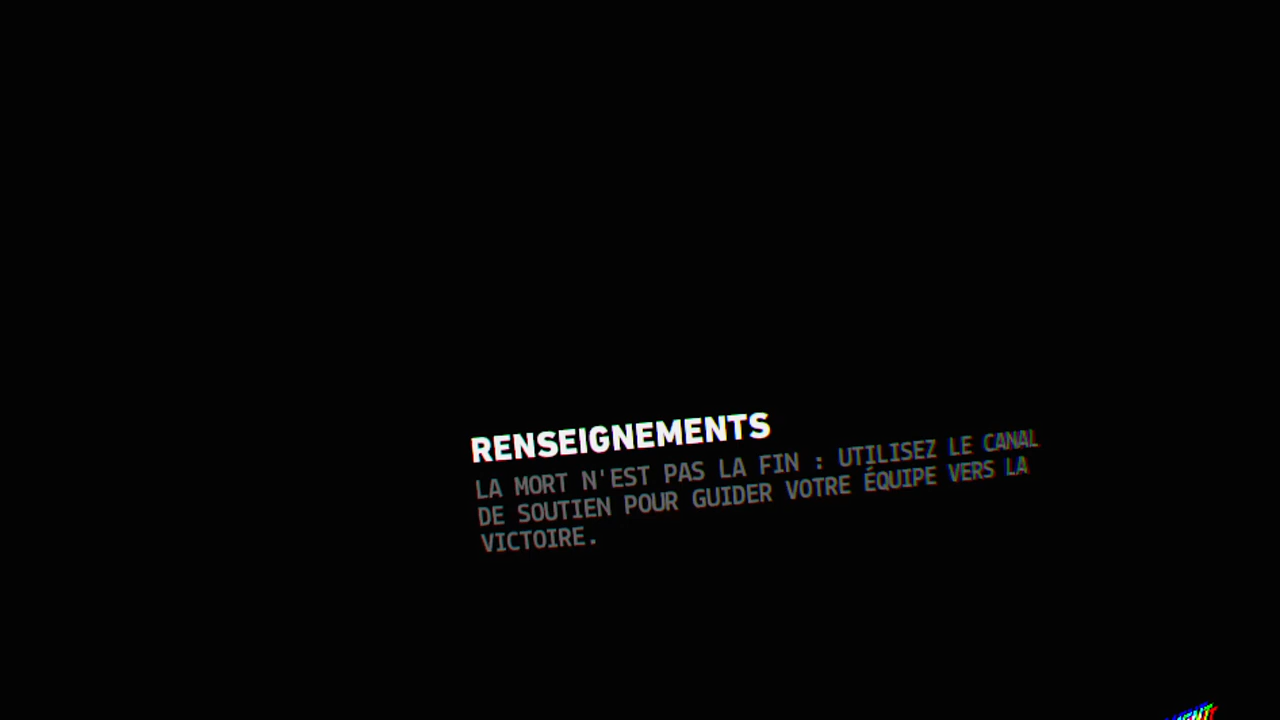 RENSEIGNEMENTS
LA MORT N'EST PAS LA FIN : UTILISEZ LE CANAL
DE SOUTIEN POUR GUIDER VOTRE ÉQUIPE VERS LA
VICTOIRE.